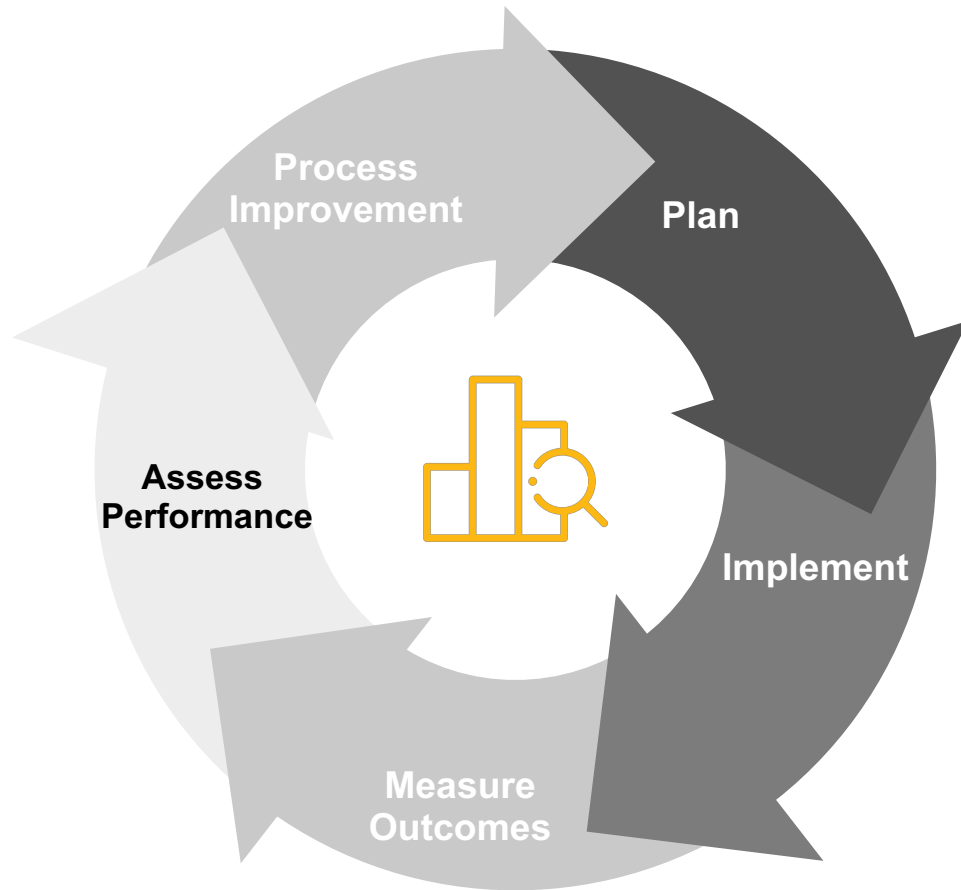 Process
Improvement
Plan
Assess
Performance
Implement
Measure
Outcomes